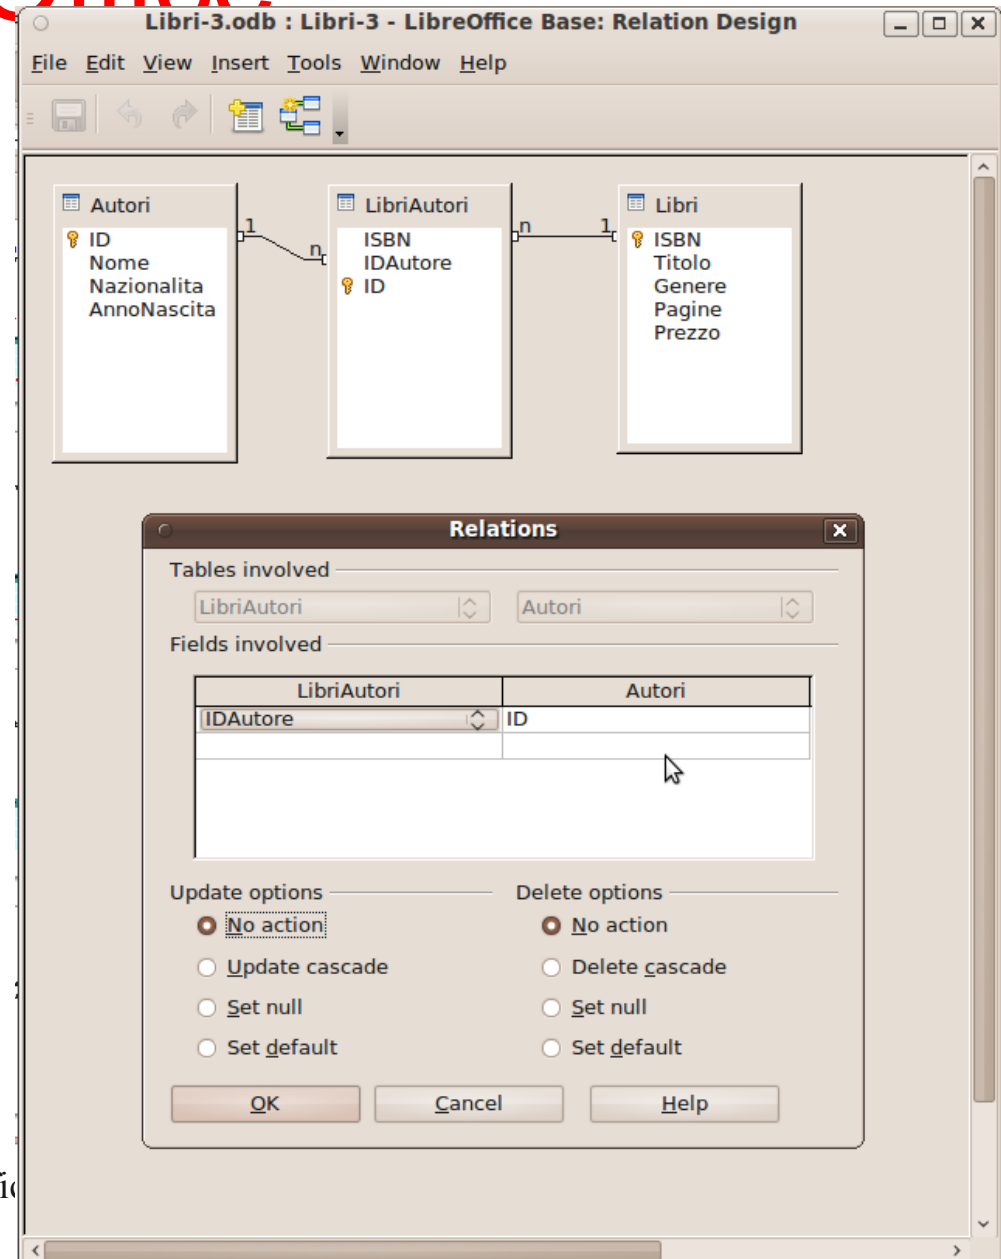 Libri-3.odb : Libri-3 - LibreOffice Base: Relation Design
File Edit View Insert Tools Window Help
Autori
ID
Nome
Nazionalita
AnnoNascita
1
n
LibriAutori
ISBN
IDAutore
ID
n
1
Libri
ISBN
Titolo
Genere
Pagine
Prezzo
Relations
Tables involved
LibriAutori Autori
Fields involved
LibriAutori Autori
IDAutore ID
Update options Delete options
No action No action
Update cascade Delete cascade
Set null Set null
Set default Set default
OK Cancel Help